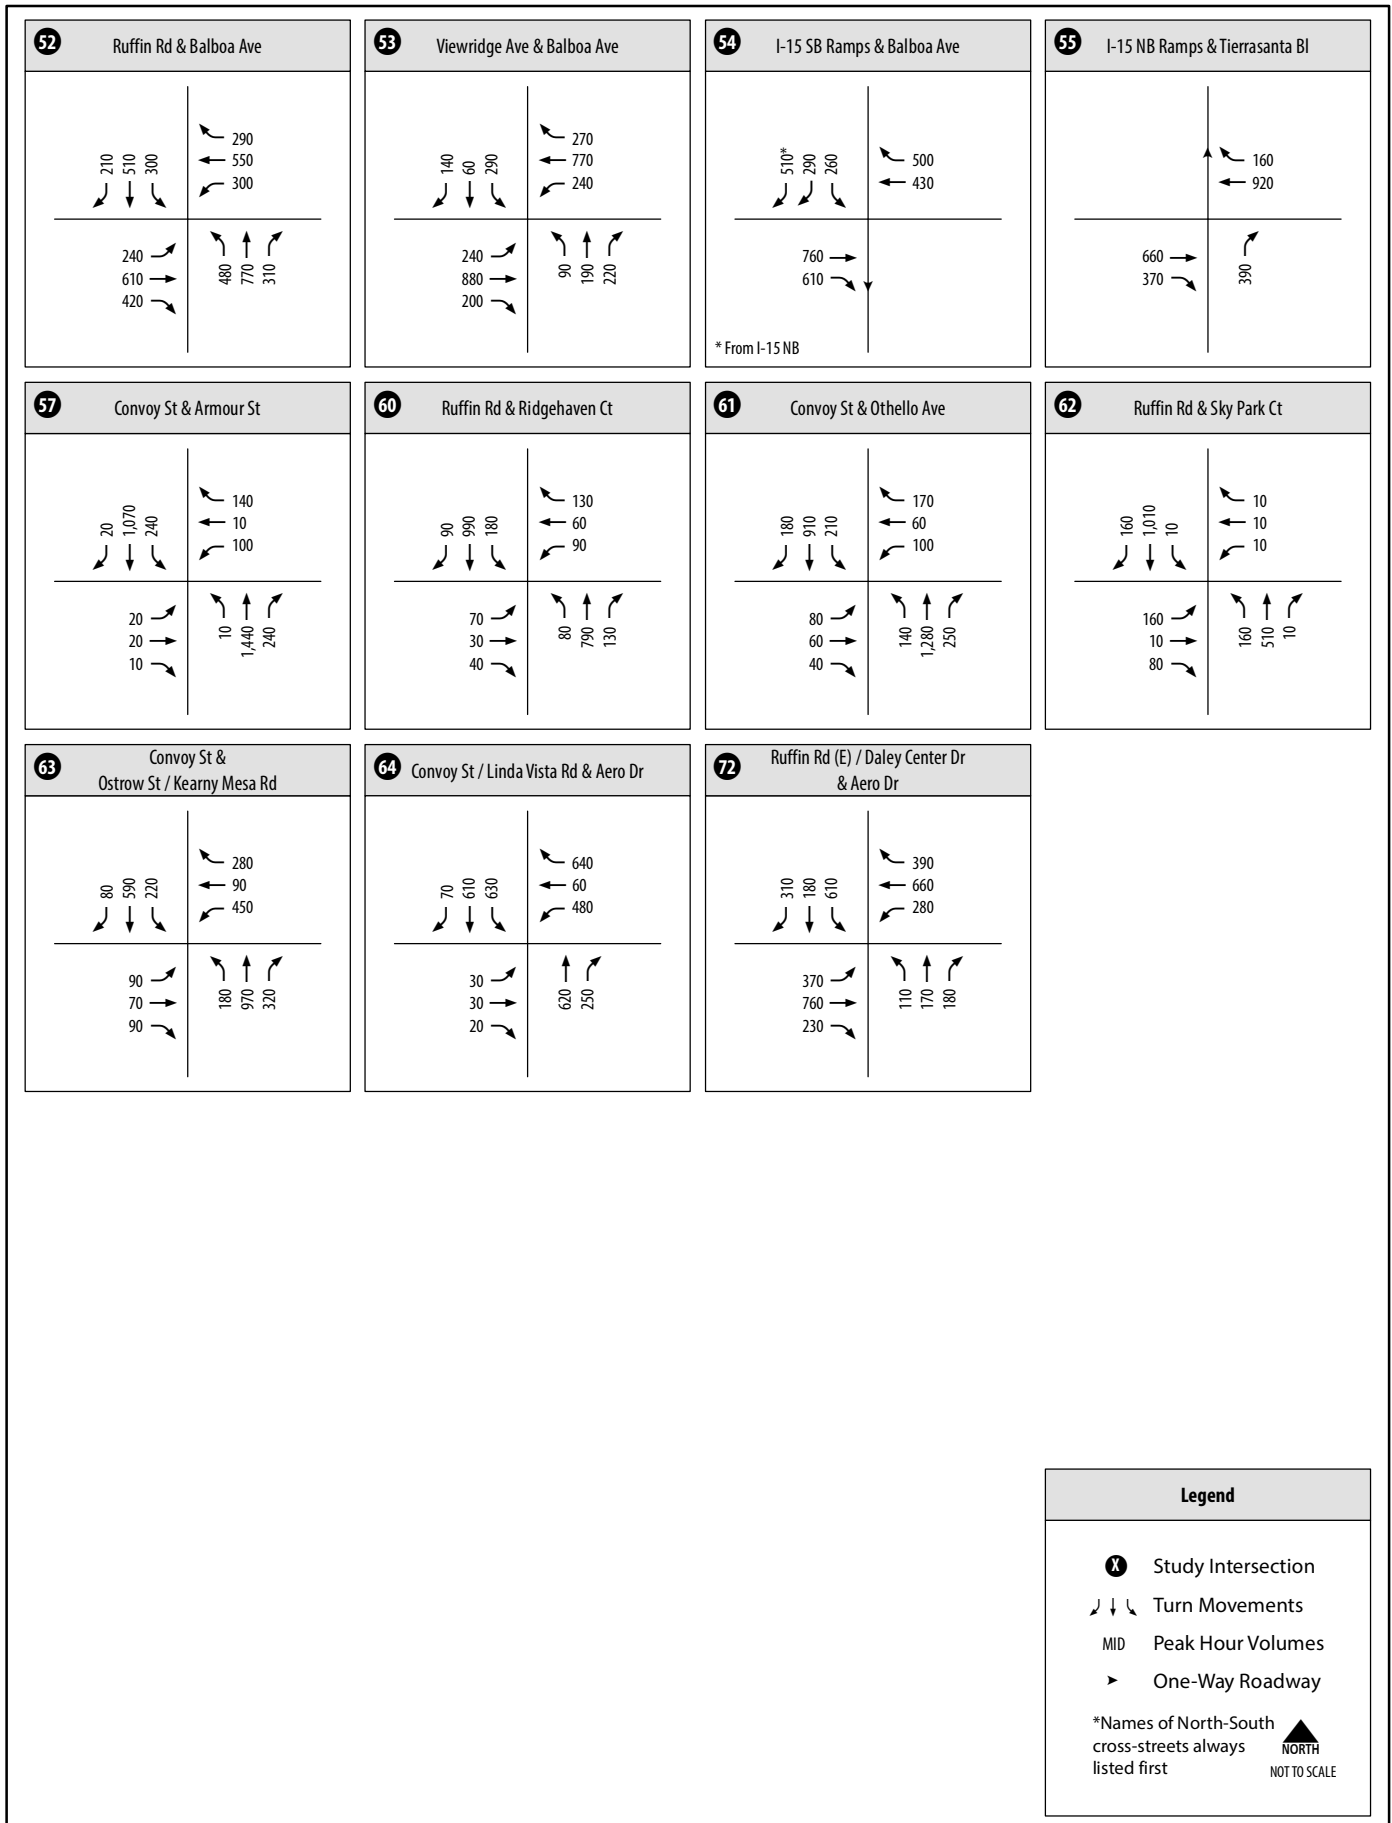 52 Ruffin Rd & Balboa Ave
210 510 300
290
550
300
240
610
420
480 770 310
53 Viewridge Ave & Balboa Ave
140 60 290
270
770
240
240
880
200
90 190 220
54 I-15 SB Ramps & Balboa Ave
510* 290 260
500
430
760
610
* From I-15 NB
55 I-15 NB Ramps & Tierrasanta Bl
160
920
660
370
390
57 Convoy St & Armour St
20 1,070 240
140
10
100
20
20
10
10 1,440 240
60 Ruffin Rd & Ridgehaven Ct
90 990 180
130
60
90
70
30
40
80 790 130
61 Convoy St & Othello Ave
180 910 210
170
60
100
80
60
40
140 1,280 250
62 Ruffin Rd & Sky Park Ct
160 1,010 10
10
10
10
160
10
80
160 510 10
63 Convoy St &
Ostrow St / Kearny Mesa Rd
80 590 220
280
90
450
90
70
90
180 970 320
64 Convoy St / Linda Vista Rd & Aero Dr
70 610 630
640
60
480
30
30
20
620 250
72 Ruffin Rd (E) / Daley Center Dr
& Aero Dr
310 180 610
390
660
280
370
760
230
110 170 180
Legend
X Study Intersection
Turn Movements
MID Peak Hour Volumes
One-Way Roadway
*Names of North-South
cross-streets always
listed first
NORTH
NOT TO SCALE